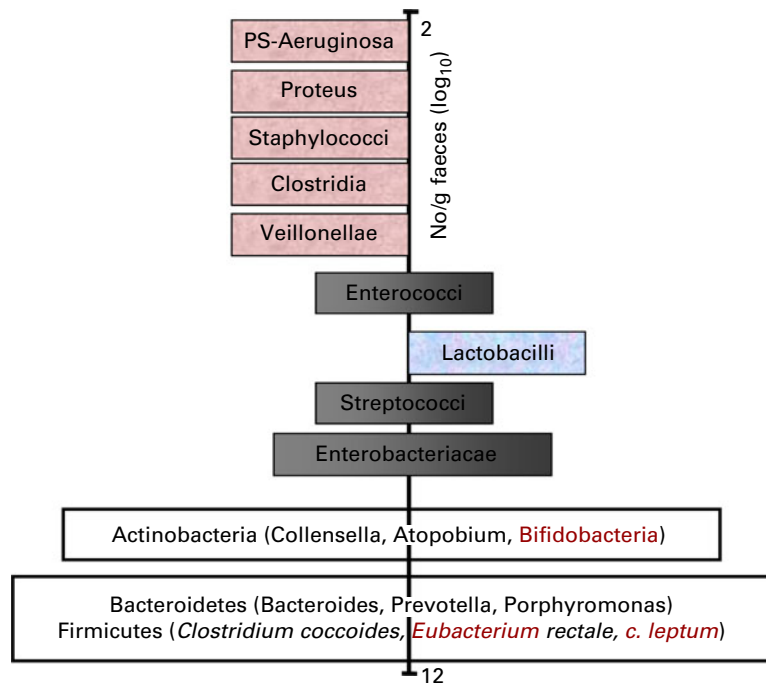 2
PS-Aeruginosa
No/g faeces (log10)
Proteus
Staphylococci
Clostridia
Veillonellae
Enterococci
Lactobacilli
Streptococci
Enterobacteriacae
Actinobacteria (Collensella, Atopobium, Bifidobacteria)
Bacteroidetes (Bacteroides, Prevotella, Porphyromonas)
Firmicutes (Clostridium coccoides, Eubacterium rectale, c. leptum)
12